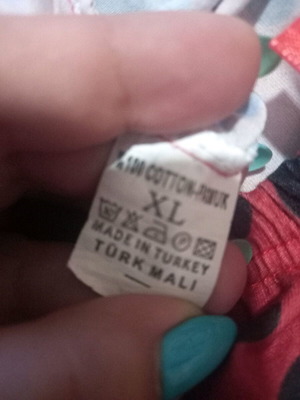 %100 COTTON-PAMUK
XL
MADE IN TURKEY
TÜRK MALI